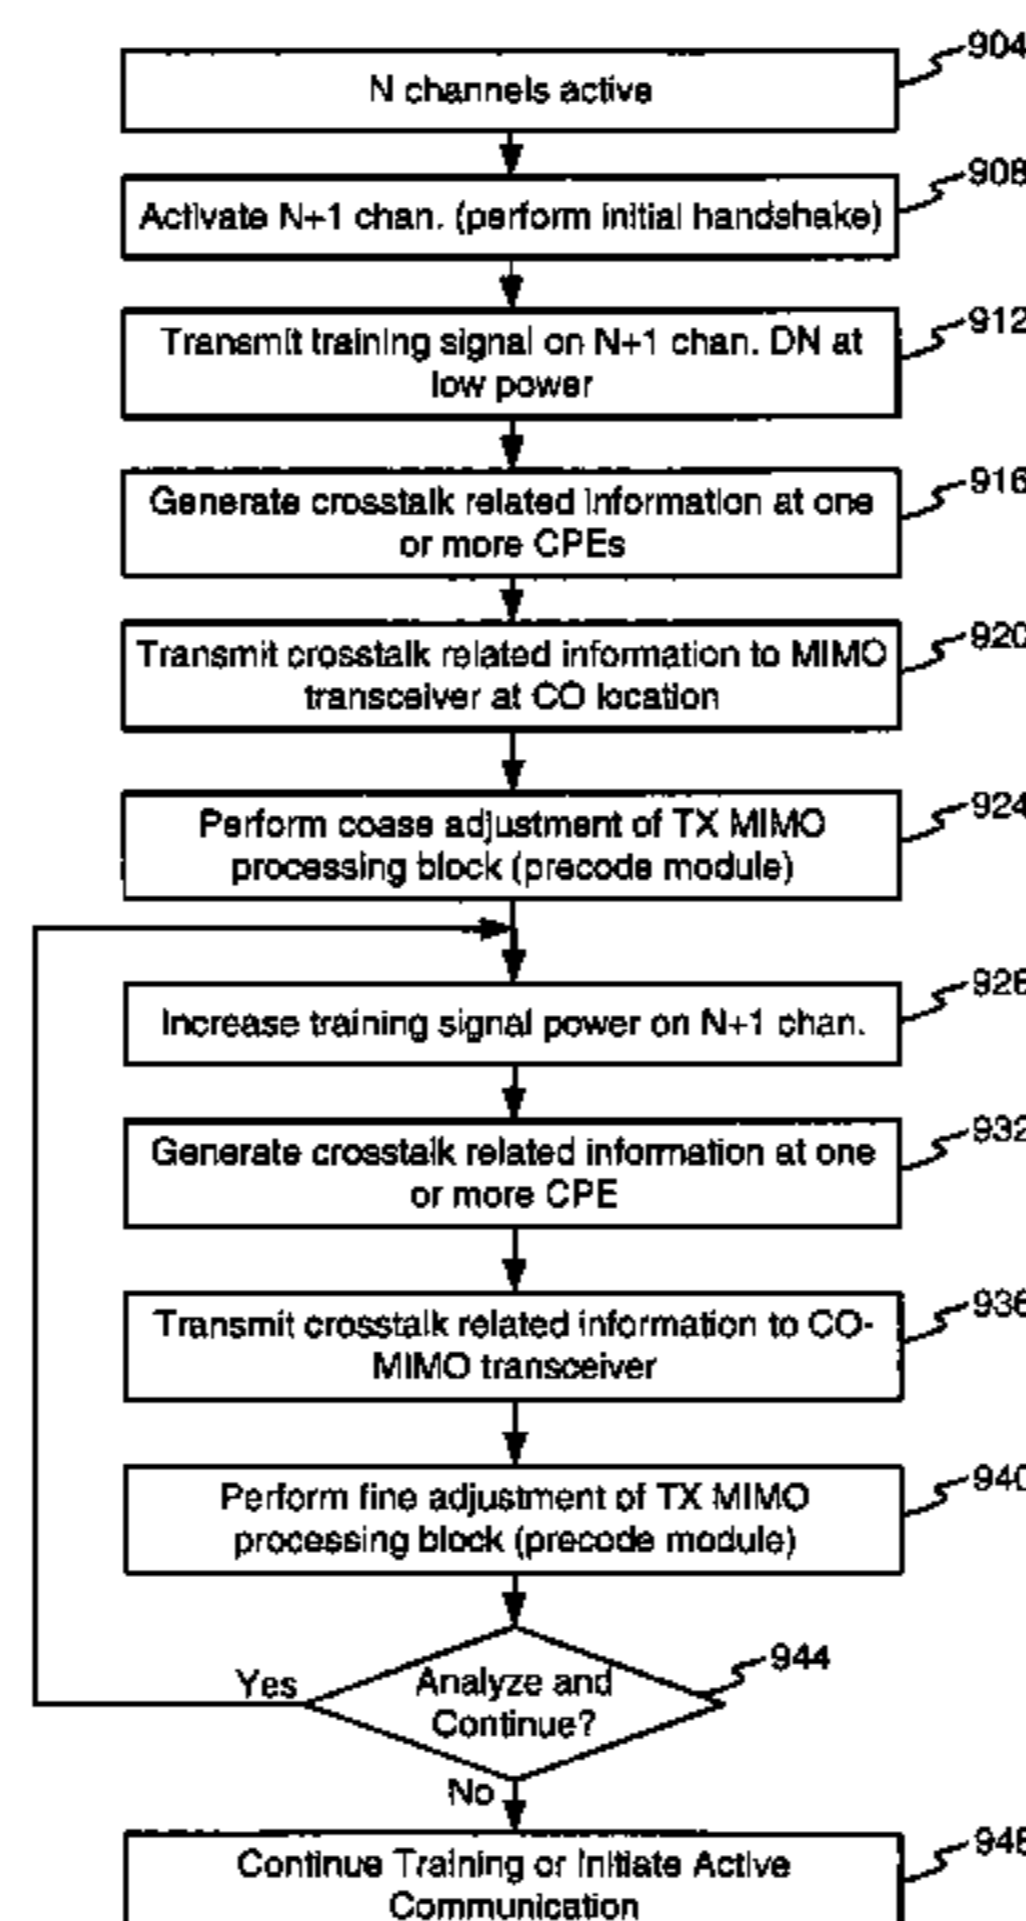 904
N channels active
908
Activate N+1 chan. (perform initial handshake)
912
Transmit training signal on N+1 chan. DN at
low power
916
Generate crosstalk related information at one
or more CPEs
920
Transmit crosstalk related information to MIMO
transceiver at CO location
924
Perform coase adjustment of TX MIMO
processing block (precode module)
928
Increase training signal power on N+1 chan.
932
Generate crosstalk related information at one
or more CPE
936
Transmit crosstalk related information to CO-
MIMO transceiver
940
Perform fine adjustment of TX MIMO
processing block (precode module)
944
Yes
Analyze and
Continue?
No
948
Continue Training or Initiate Active
Communication